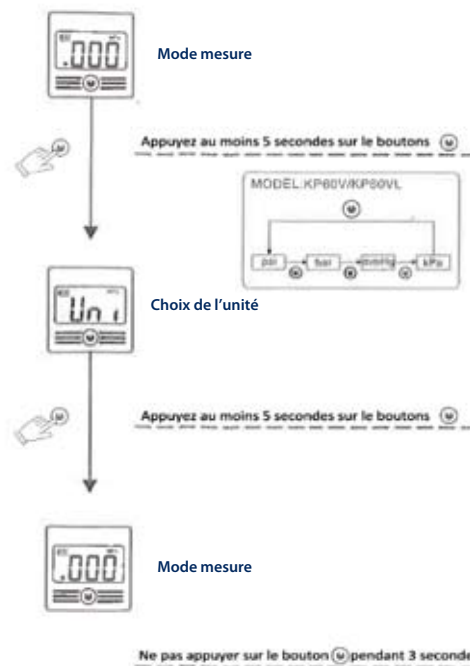 .000
Mode mesure
Appuyez au moins 5 secondes sur le boutons
MODEL:KP60V/KP60VL
psi bar mmHg kPa
Uni
Choix de l'unité
Appuyez au moins 5 secondes sur le boutons
.000
Mode mesure
Ne pas appuyer sur le bouton pendant 3 seconde